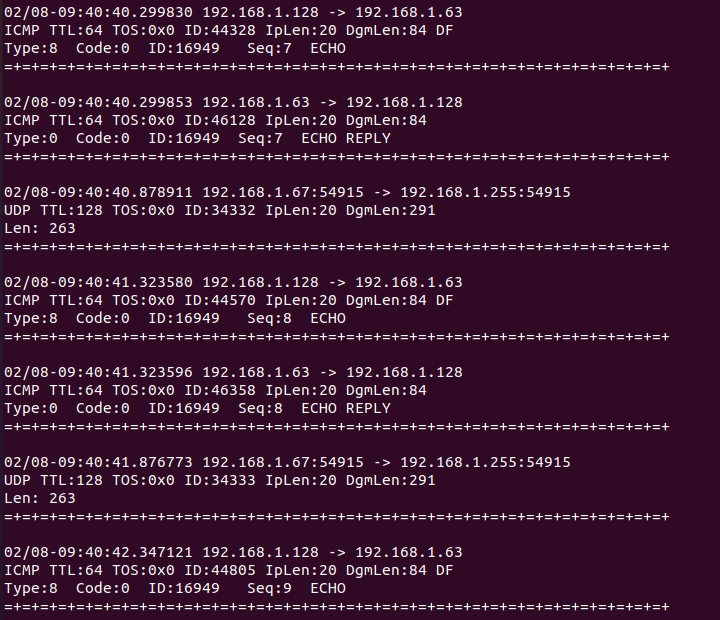 02/08-09:40:40.299830 192.168.1.128 -> 192.168.1.63
ICMP TTL:64 TOS:0x0 ID:44328 IpLen:20 DgmLen:84 DF
Type:8  Code:0  ID:16949   Seq:7  ECHO
=+=+=+=+=+=+=+=+=+=+=+=+=+=+=+=+=+=+=+=+=+=+=+=+=+=+=+=+=+=+=+=+=+=+=+=+=+
02/08-09:40:40.299853 192.168.1.63 -> 192.168.1.128
ICMP TTL:64 TOS:0x0 ID:46128 IpLen:20 DgmLen:84
Type:0  Code:0  ID:16949  Seq:7  ECHO REPLY
=+=+=+=+=+=+=+=+=+=+=+=+=+=+=+=+=+=+=+=+=+=+=+=+=+=+=+=+=+=+=+=+=+=+=+=+=+
02/08-09:40:40.878911 192.168.1.67:54915 -> 192.168.1.255:54915
UDP TTL:128 TOS:0x0 ID:34332 IpLen:20 DgmLen:291
Len: 263
=+=+=+=+=+=+=+=+=+=+=+=+=+=+=+=+=+=+=+=+=+=+=+=+=+=+=+=+=+=+=+=+=+=+=+=+=+
02/08-09:40:41.323580 192.168.1.128 -> 192.168.1.63
ICMP TTL:64 TOS:0x0 ID:44570 IpLen:20 DgmLen:84 DF
Type:8  Code:0  ID:16949   Seq:8  ECHO
=+=+=+=+=+=+=+=+=+=+=+=+=+=+=+=+=+=+=+=+=+=+=+=+=+=+=+=+=+=+=+=+=+=+=+=+=+
02/08-09:40:41.323596 192.168.1.63 -> 192.168.1.128
ICMP TTL:64 TOS:0x0 ID:46358 IpLen:20 DgmLen:84
Type:0  Code:0  ID:16949  Seq:8  ECHO REPLY
=+=+=+=+=+=+=+=+=+=+=+=+=+=+=+=+=+=+=+=+=+=+=+=+=+=+=+=+=+=+=+=+=+=+=+=+=+
02/08-09:40:41.876773 192.168.1.67:54915 -> 192.168.1.255:54915
UDP TTL:128 TOS:0x0 ID:34333 IpLen:20 DgmLen:291
Len: 263
=+=+=+=+=+=+=+=+=+=+=+=+=+=+=+=+=+=+=+=+=+=+=+=+=+=+=+=+=+=+=+=+=+=+=+=+=+
02/08-09:40:42.347121 192.168.1.128 -> 192.168.1.63
ICMP TTL:64 TOS:0x0 ID:44805 IpLen:20 DgmLen:84 DF
Type:8  Code:0  ID:16949   Seq:9  ECHO
=+=+=+=+=+=+=+=+=+=+=+=+=+=+=+=+=+=+=+=+=+=+=+=+=+=+=+=+=+=+=+=+=+=+=+=+=+